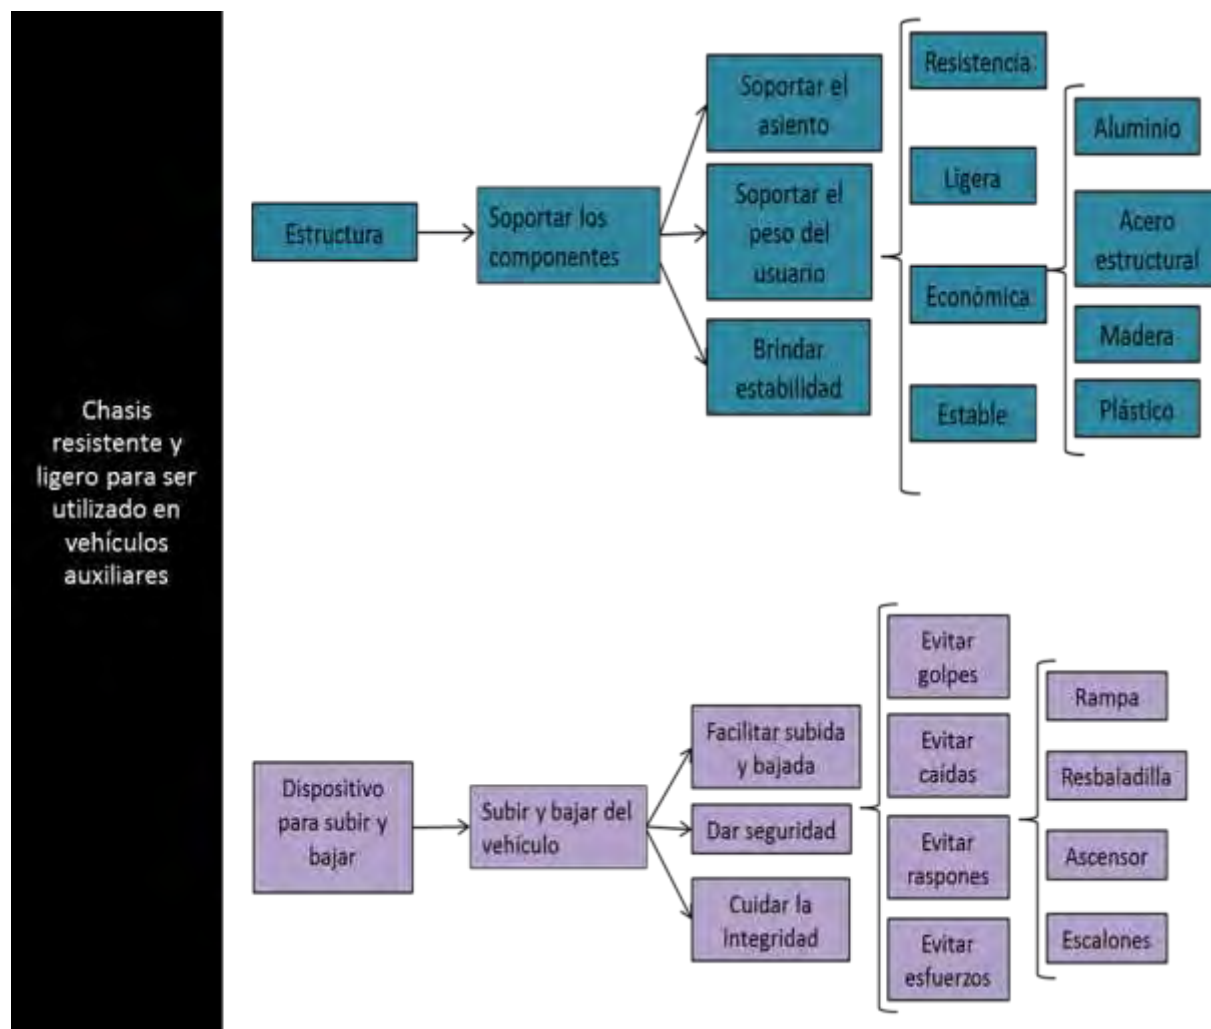 Chasis
resistente y
ligero para ser
utilizado en
vehículos
auxiliares
Estructura
Soportar los
componentes
Soportar el
asiento
Soportar el
peso del
usuario
Brindar
estabilidad
Resistencia
Ligera
Económica
Estable
Aluminio
Acero
estructural
Madera
Plástico
Dispositivo
para subir y
bajar
Subir y bajar del
vehículo
Facilitar subida
y bajada
Dar seguridad
Cuidar la
Integridad
Evitar
golpes
Evitar
caídas
Evitar
raspones
Evitar
esfuerzos
Rampa
Resbaladilla
Ascensor
Escalones